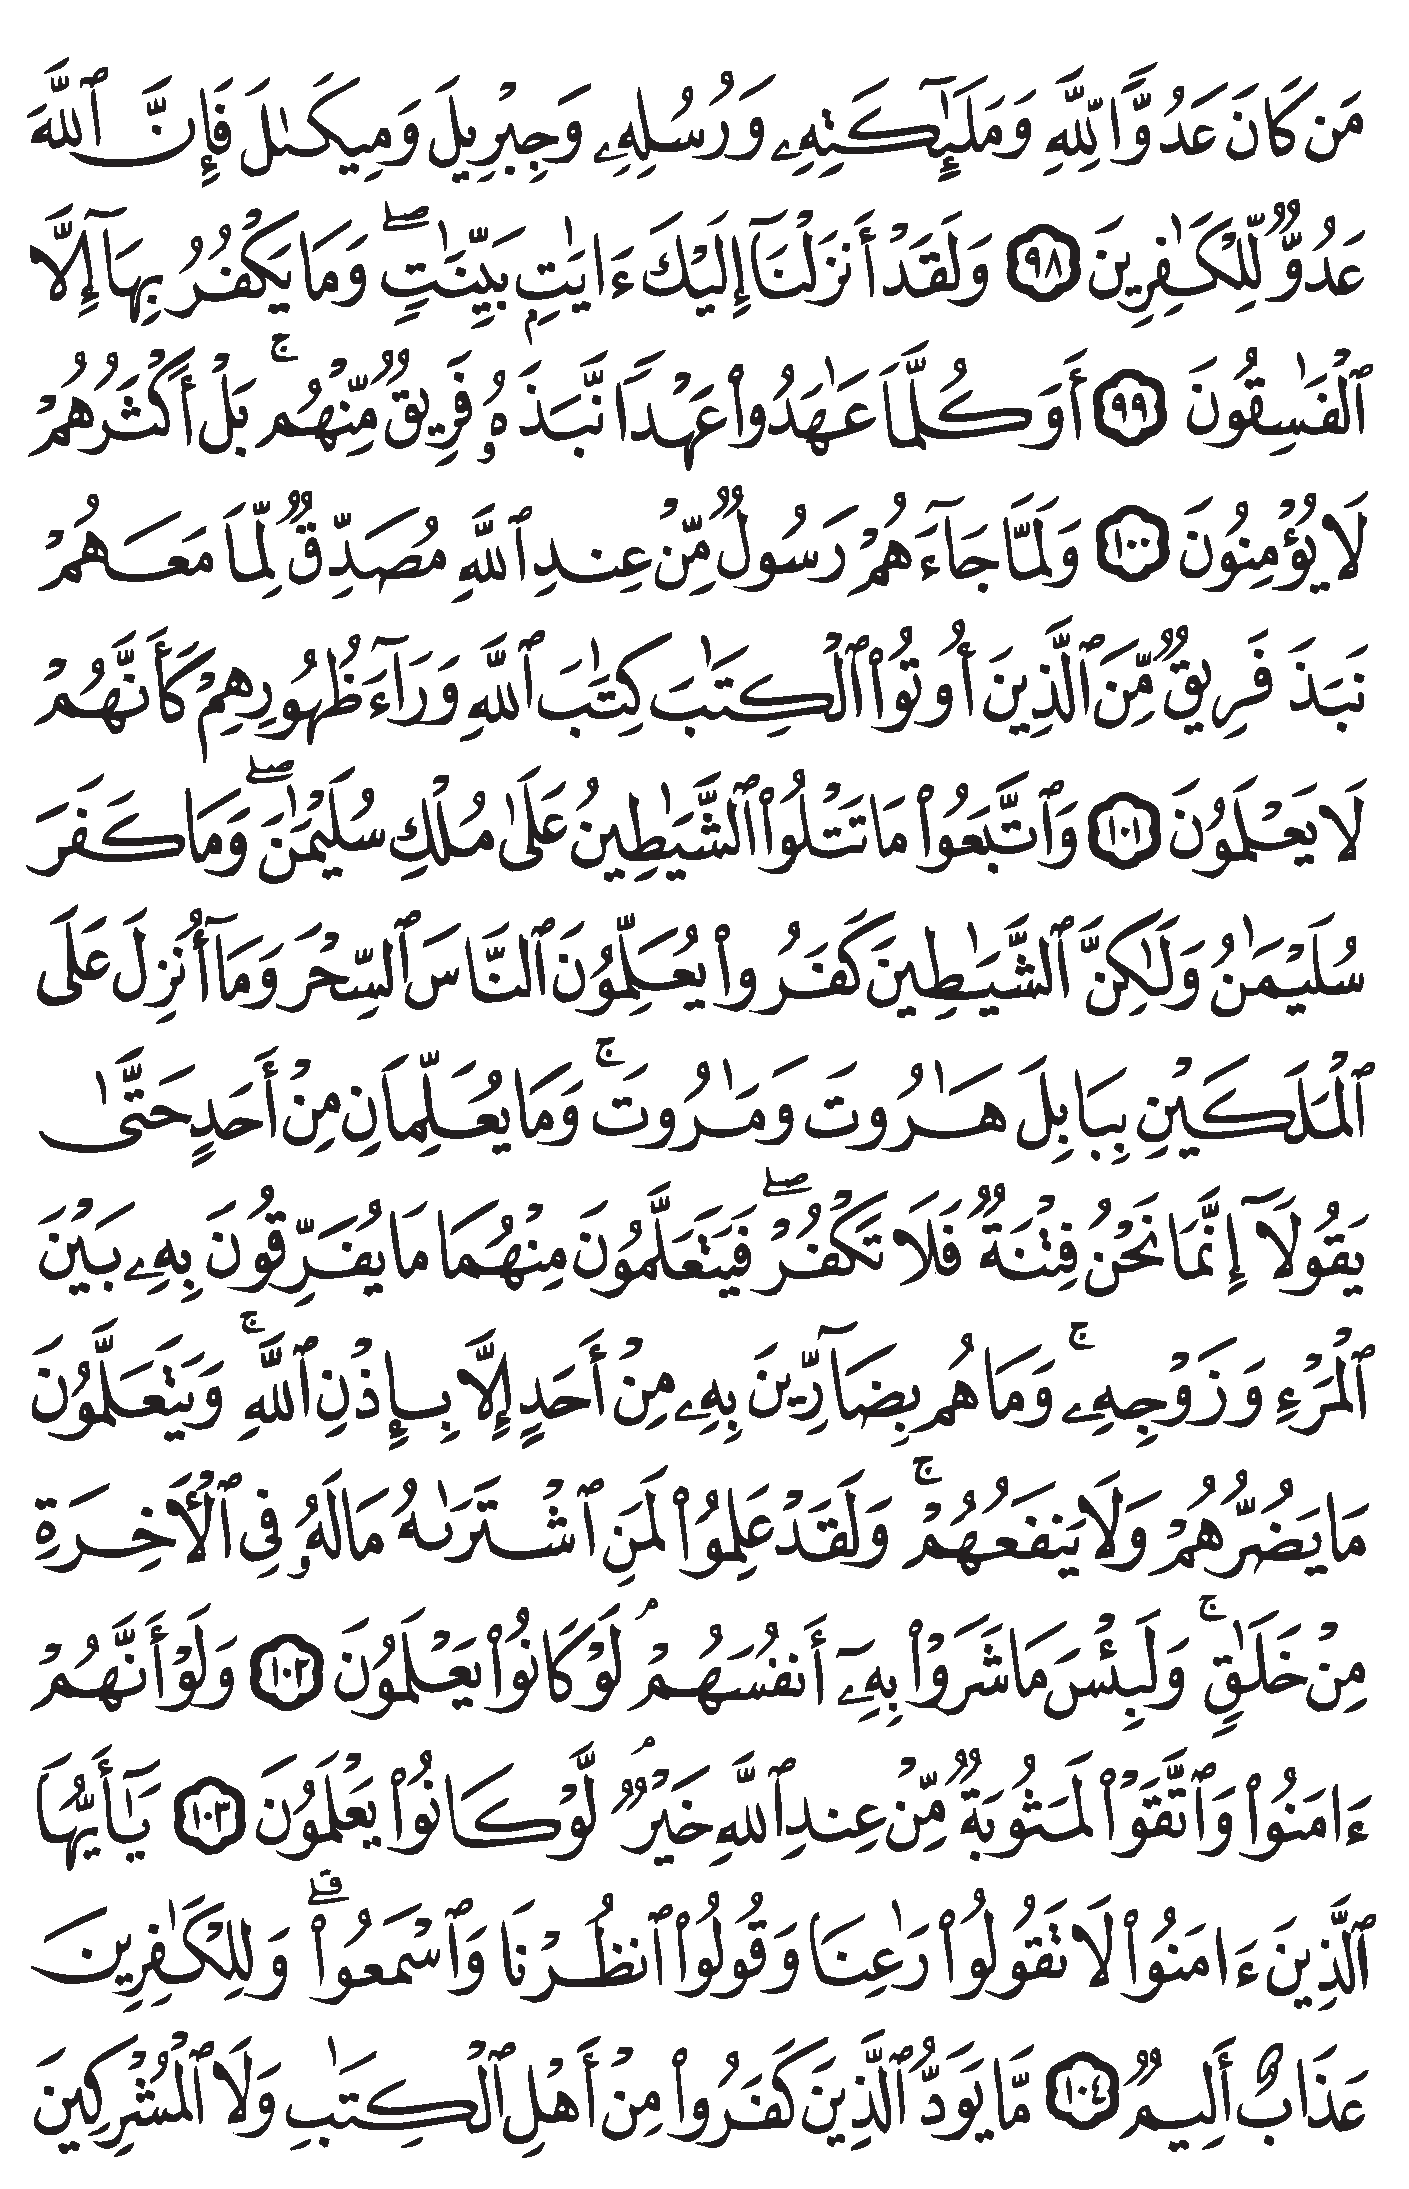 مَن كَانَ عَدُوًّا لِّلَّهِ وَمَلَـٰٓئِكَتِهِۦ وَرُسُلِهِۦ وَجِبْرِيلَ وَمِيكَىٰلَ فَإِنَّ ٱللَّهَ
عَدُوٌّ لِّلْكَـٰفِرِينَ ٩٨ وَلَقَدْ أَنزَلْنَآ إِلَيْكَ ءَايَـٰتِۭ بَيِّنَـٰتٍۖ وَمَا يَكْفُرُ بِهَآ إِلَّا
ٱلْفَـٰسِقُونَ ٩٩ أَوَكُلَّمَا عَـٰهَدُوا۟ عَهْدًا نَّبَذَهُۥ فَرِيقٌ مِّنْهُمۚ بَلْ أَكْثَرُهُمْ
لَا يُؤْمِنُونَ ١٠٠ وَلَمَّا جَآءَهُمْ رَسُولٌ مِّنْ عِندِ ٱللَّهِ مُصَدِّقٌ لِّمَا مَعَهُمْ
نَبَذَ فَرِيقٌ مِّنَ ٱلَّذِينَ أُوتُوا۟ ٱلْكِتَـٰبَ كِتَـٰبَ ٱللَّهِ وَرَآءَ ظُهُورِهِمْ كَأَنَّهُمْ
لَا يَعْلَمُونَ ١٠١ وَٱتَّبَعُوا۟ مَا تَتْلُوا۟ ٱلشَّيَـٰطِينُ عَلَىٰ مُلْكِ سُلَيْمَـٰنَۖ وَمَا كَفَرَ
سُلَيْمَـٰنُ وَلَـٰكِنَّ ٱلشَّيَـٰطِينَ كَفَرُوا۟ يُعَلِّمُونَ ٱلنَّاسَ ٱلسِّحْرَ وَمَآ أُنزِلَ عَلَى
ٱلْمَلَكَيْنِ بِبَابِلَ هَـٰرُوتَ وَمَـٰرُوتَۚ وَمَا يُعَلِّمَانِ مِنْ أَحَدٍ حَتَّىٰ
يَقُولَآ إِنَّمَا نَحْنُ فِتْنَةٌ فَلَا تَكْفُرْۖ فَيَتَعَلَّمُونَ مِنْهُمَا مَا يُفَرِّقُونَ بِهِۦ بَيْنَ
ٱلْمَرْءِ وَزَوْجِهِۦۚ وَمَا هُم بِضَآرِّينَ بِهِۦ مِنْ أَحَدٍ إِلَّا بِإِذْنِ ٱللَّهِۚ وَيَتَعَلَّمُونَ
مَا يَضُرُّهُمْ وَلَا يَنفَعُهُمْۚ وَلَقَدْ عَلِمُوا۟ لَمَنِ ٱشْتَرَىٰهُ مَا لَهُۥ فِى ٱلْـَٔاخِرَةِ
مِنْ خَلَـٰقٍۚ وَلَبِئْسَ مَا شَرَوْا۟ بِهِۦٓ أَنفُسَهُمْۘ لَوْ كَانُوا۟ يَعْلَمُونَ ١٠٢ وَلَوْ أَنَّهُمْ
ءَامَنُوا۟ وَٱتَّقَوْا۟ لَمَثُوبَةٌ مِّنْ عِندِ ٱللَّهِ خَيْرٌۘ لَّوْ كَانُوا۟ يَعْلَمُونَ ١٠٣ يَـٰٓأَيُّهَا
ٱلَّذِينَ ءَامَنُوا۟ لَا تَقُولُوا۟ رَٰعِنَا وَقُولُوا۟ ٱنظُرْنَا وَٱسْمَعُوا۟ۗ وَلِلْكَـٰفِرِينَ
عَذَابٌ أَلِيمٌ ١٠٤ مَّا يَوَدُّ ٱلَّذِينَ كَفَرُوا۟ مِنْ أَهْلِ ٱلْكِتَـٰبِ وَلَا ٱلْمُشْرِكِينَ